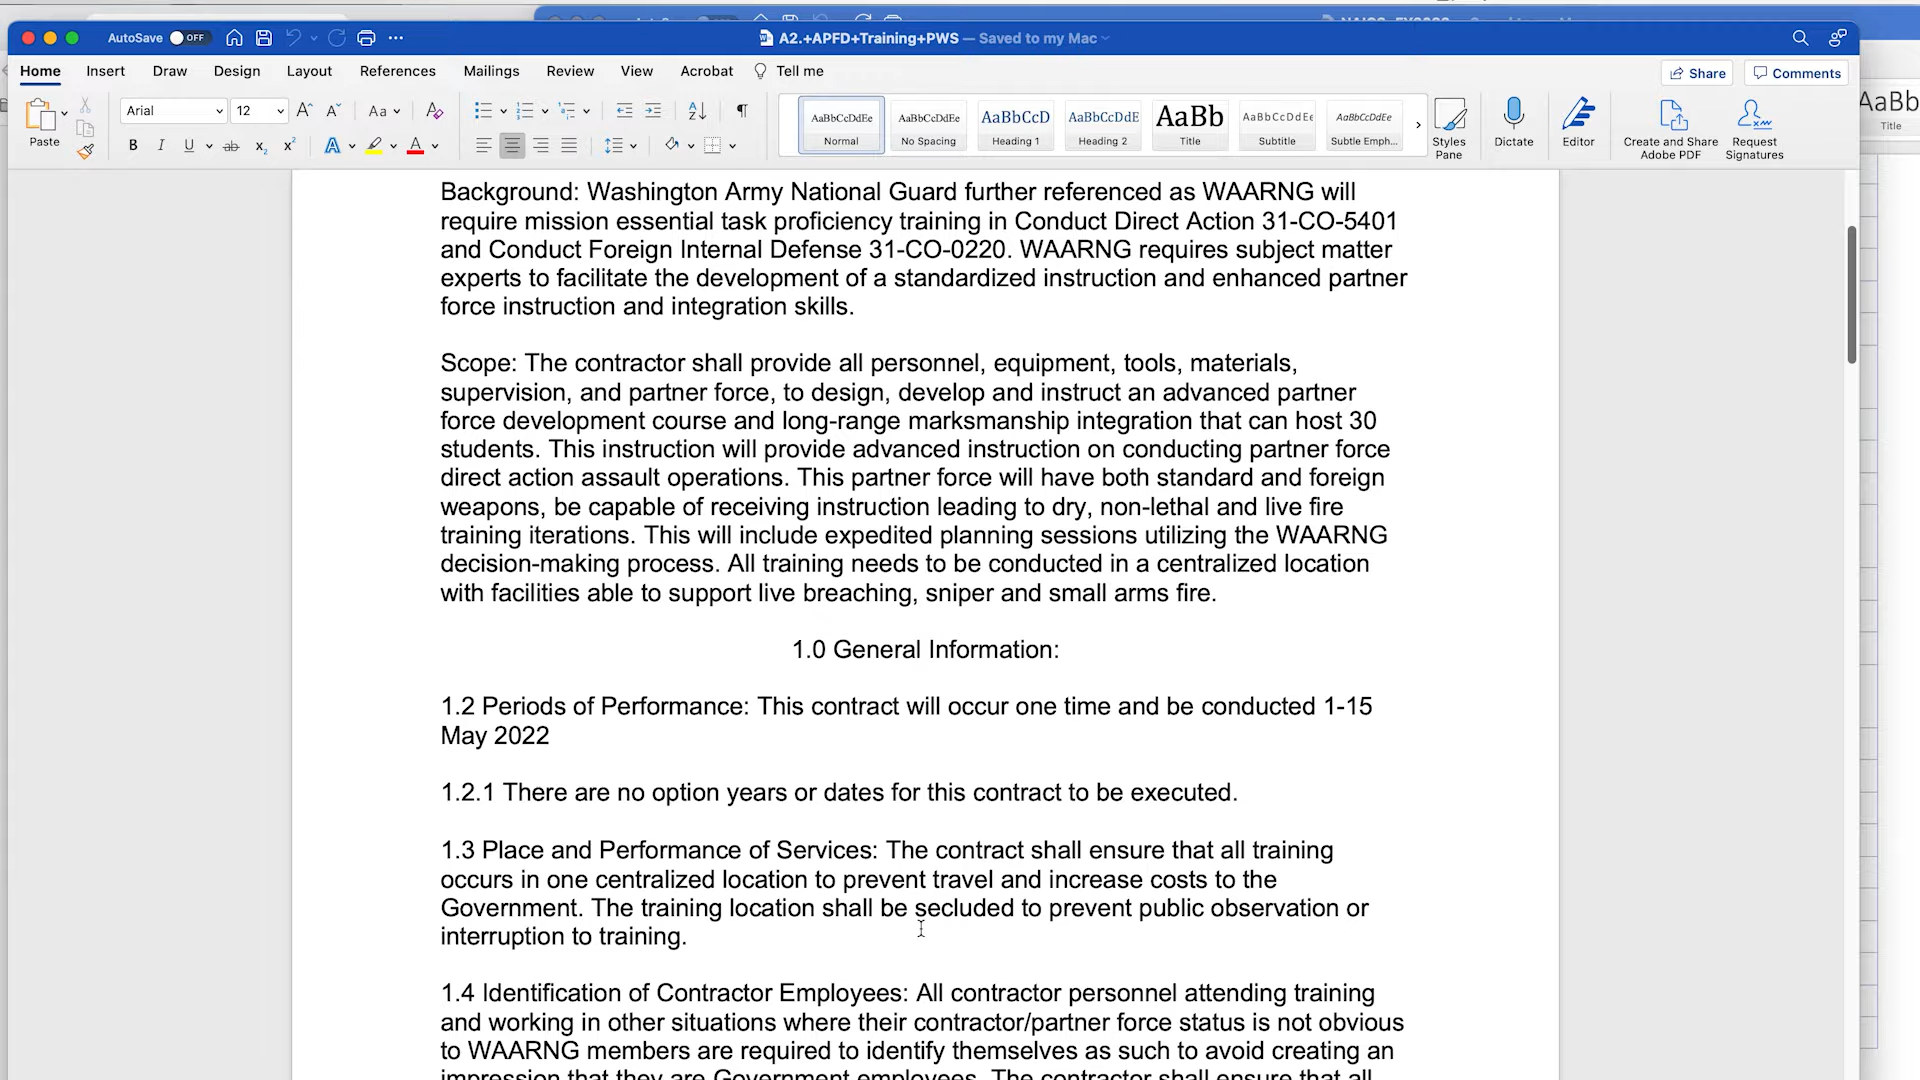 AutoSave OFF
A2.+APFD+Training+PWS — Saved to my Mac
Home Insert Draw Design Layout References Mailings Review View Acrobat Tell me
Share Comments
Paste
Arial 12
Aa
AaBbCcDdEe Normal
AaBbCcDdEe No Spacing
AaBbCcD Heading 1
AaBbCcDdE Heading 2
AaBb Title
AaBbCcDdE Subtitle
AaBbCcDdEe Subtle Emph...
Styles Pane
Dictate
Editor
Create and Share Adobe PDF
Request Signatures
AaBb
Title
Background: Washington Army National Guard further referenced as WAARNG will
require mission essential task proficiency training in Conduct Direct Action 31-CO-5401
and Conduct Foreign Internal Defense 31-CO-0220. WAARNG requires subject matter
experts to facilitate the development of a standardized instruction and enhanced partner
force instruction and integration skills.
Scope: The contractor shall provide all personnel, equipment, tools, materials,
supervision, and partner force, to design, develop and instruct an advanced partner
force development course and long-range marksmanship integration that can host 30
students. This instruction will provide advanced instruction on conducting partner force
direct action assault operations. This partner force will have both standard and foreign
weapons, be capable of receiving instruction leading to dry, non-lethal and live fire
training iterations. This will include expedited planning sessions utilizing the WAARNG
decision-making process. All training needs to be conducted in a centralized location
with facilities able to support live breaching, sniper and small arms fire.
1.0 General Information:
1.2 Periods of Performance: This contract will occur one time and be conducted 1-15
May 2022
1.2.1 There are no option years or dates for this contract to be executed.
1.3 Place and Performance of Services: The contract shall ensure that all training
occurs in one centralized location to prevent travel and increase costs to the
Government. The training location shall be secluded to prevent public observation or
interruption to training.
1.4 Identification of Contractor Employees: All contractor personnel attending training
and working in other situations where their contractor/partner force status is not obvious
to WAARNG members are required to identify themselves as such to avoid creating an
impression that they are Government employees. The contractor shall ensure that all